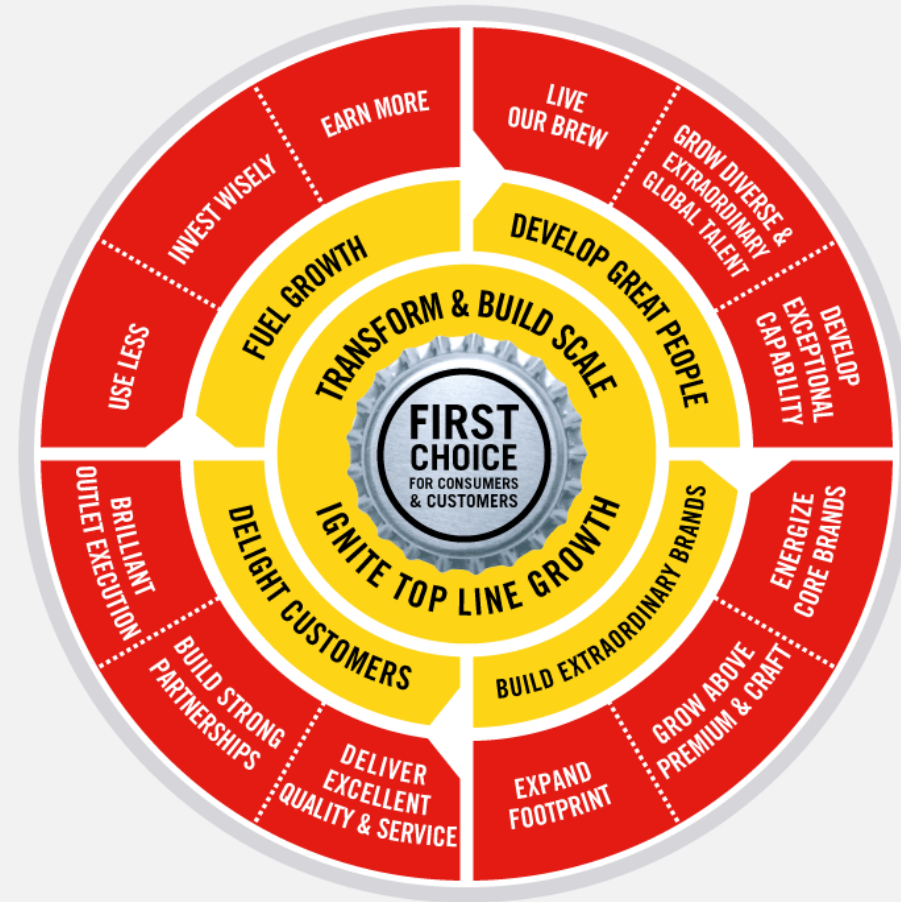 FIRST
CHOICE
FOR CONSUMERS
& CUSTOMERS
TRANSFORM & BUILD SCALE
IGNITE TOP LINE GROWTH
DEVELOP GREAT PEOPLE
LIVE
OUR BREW
GROW DIVERSE &
EXTRAORDINARY
GLOBAL TALENT
DEVELOP
EXCEPTIONAL
CAPABILITY
BUILD EXTRAORDINARY BRANDS
ENERGIZE
CORE BRANDS
GROW ABOVE
PREMIUM & CRAFT
EXPAND
FOOTPRINT
DELIGHT CUSTOMERS
DELIVER
EXCELLENT
QUALITY & SERVICE
BUILD STRONG
PARTNERSHIPS
BRILLIANT
OUTLET EXECUTION
FUEL GROWTH
USE LESS
INVEST WISELY
EARN MORE